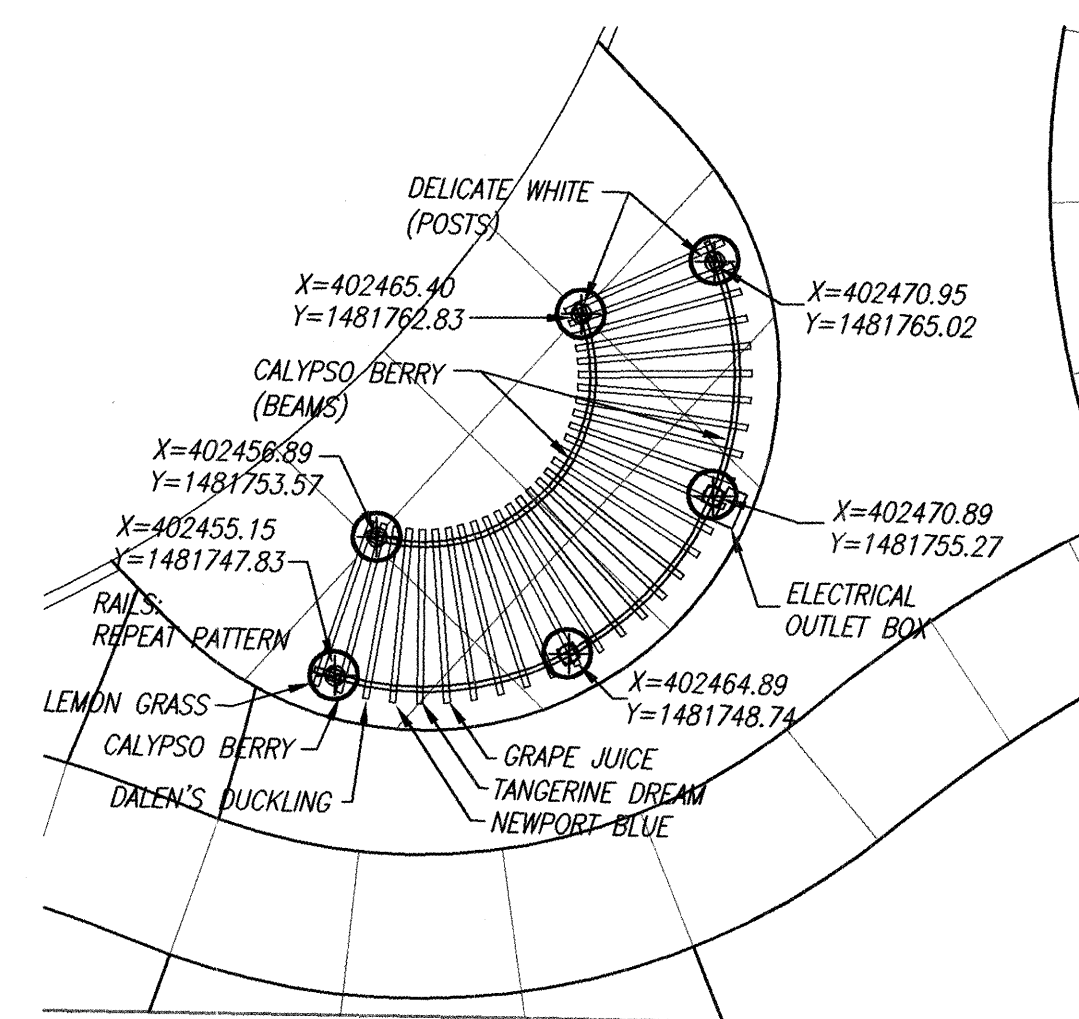 DELICATE WHITE
(POSTS)
X=402465.40
Y=1481762.83
X=402470.95
Y=1481765.02
CALYPSO BERRY
(BEAMS)
X=402456.89
Y=1481753.57
X=402455.15
Y=1481747.83
X=402470.89
Y=1481755.27
ELECTRICAL
OUTLET BOX
RAILS:
REPEAT PATTERN
X=402464.89
Y=1481748.74
LEMON GRASS
CALYPSO BERRY
DALEN'S DUCKLING
GRAPE JUICE
TANGERINE DREAM
NEWPORT BLUE